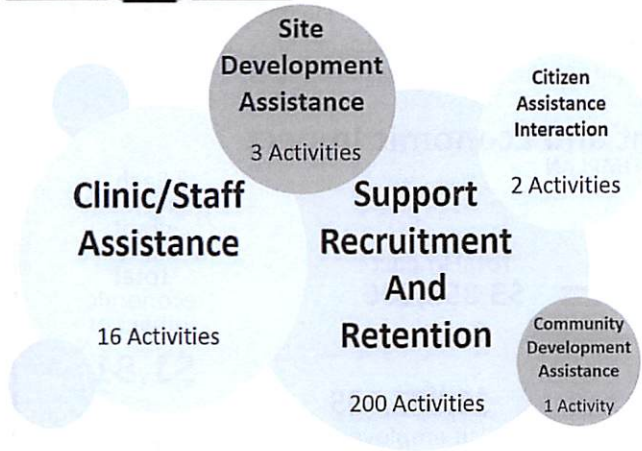 Site
Development
Assistance
3 Activities
Citizen
Assistance
Interaction
2 Activities
Clinic/Staff
Assistance
16 Activities
Support
Recruitment
And
Retention
200 Activities
Community
Development
Assistance
1 Activity